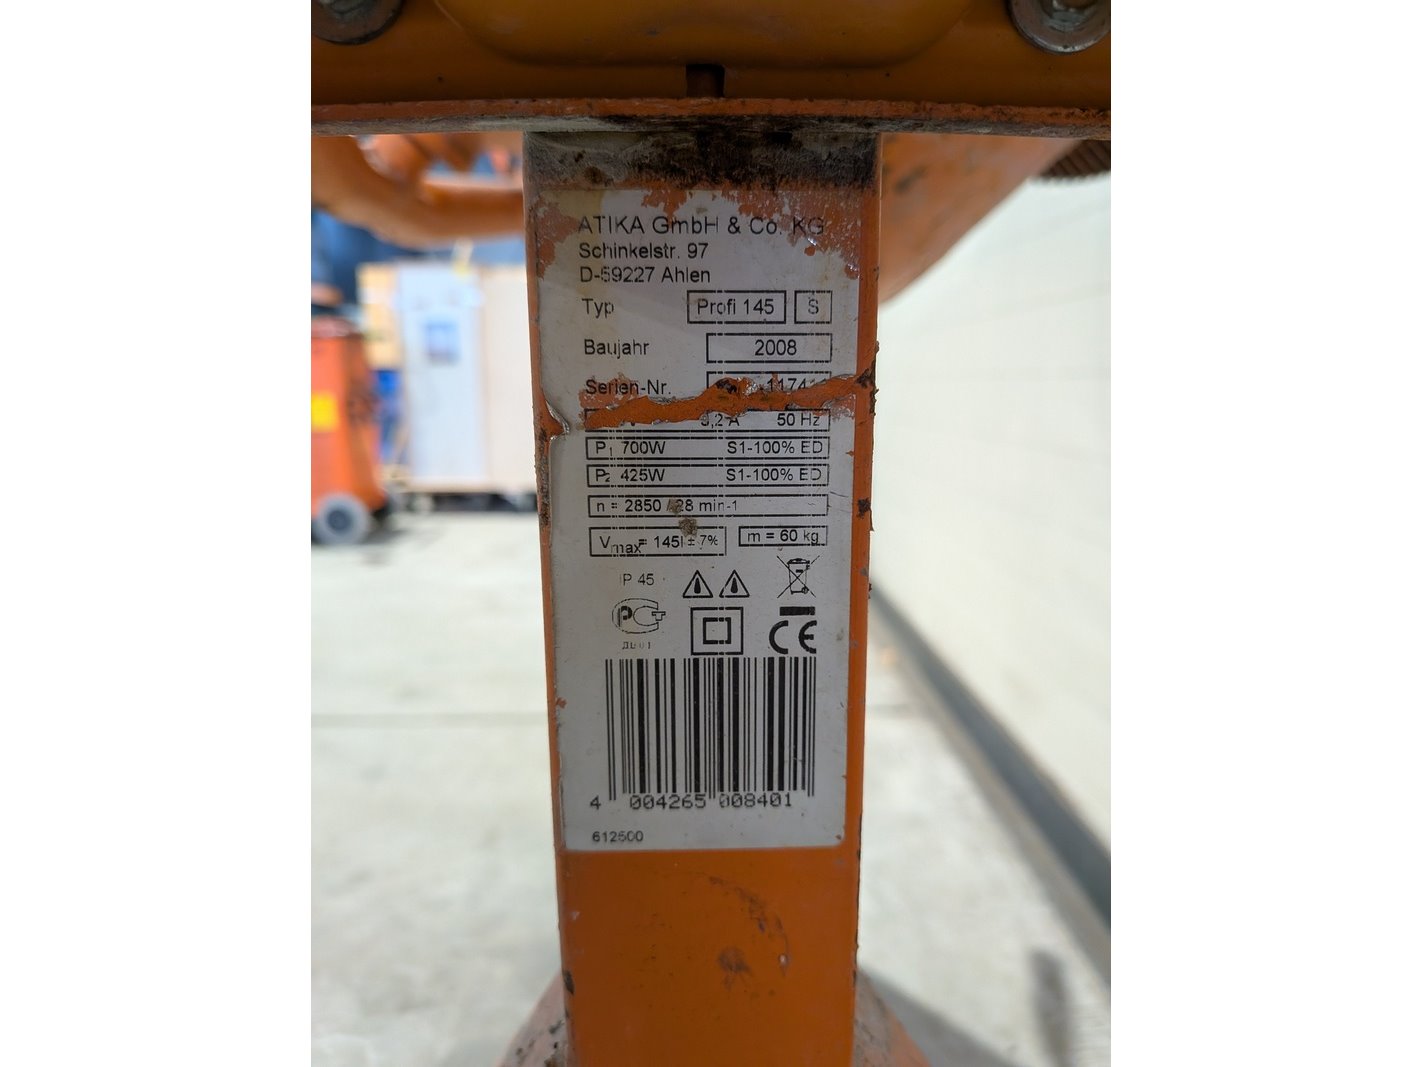 ATIKA GmbH & Co. KG
Schinkelstr. 97
D-59227 Ahlen
Typ Profi 145 S
Baujahr 2008
Serien-Nr.
50 Hz
P1 700W S1-100% ED
P2 425W S1-100% ED
n = 2850 / 28 min-1
Vmax = 145l ± 7% m = 60 kg
IP 45
CE
4 004265 008401
612500